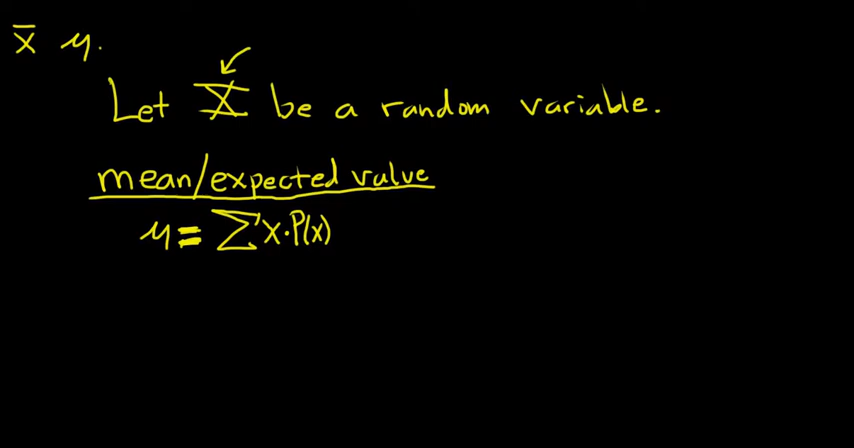 x̄ μ.
Let X be a random variable.
mean/expected value
μ = Σ x·P(x)